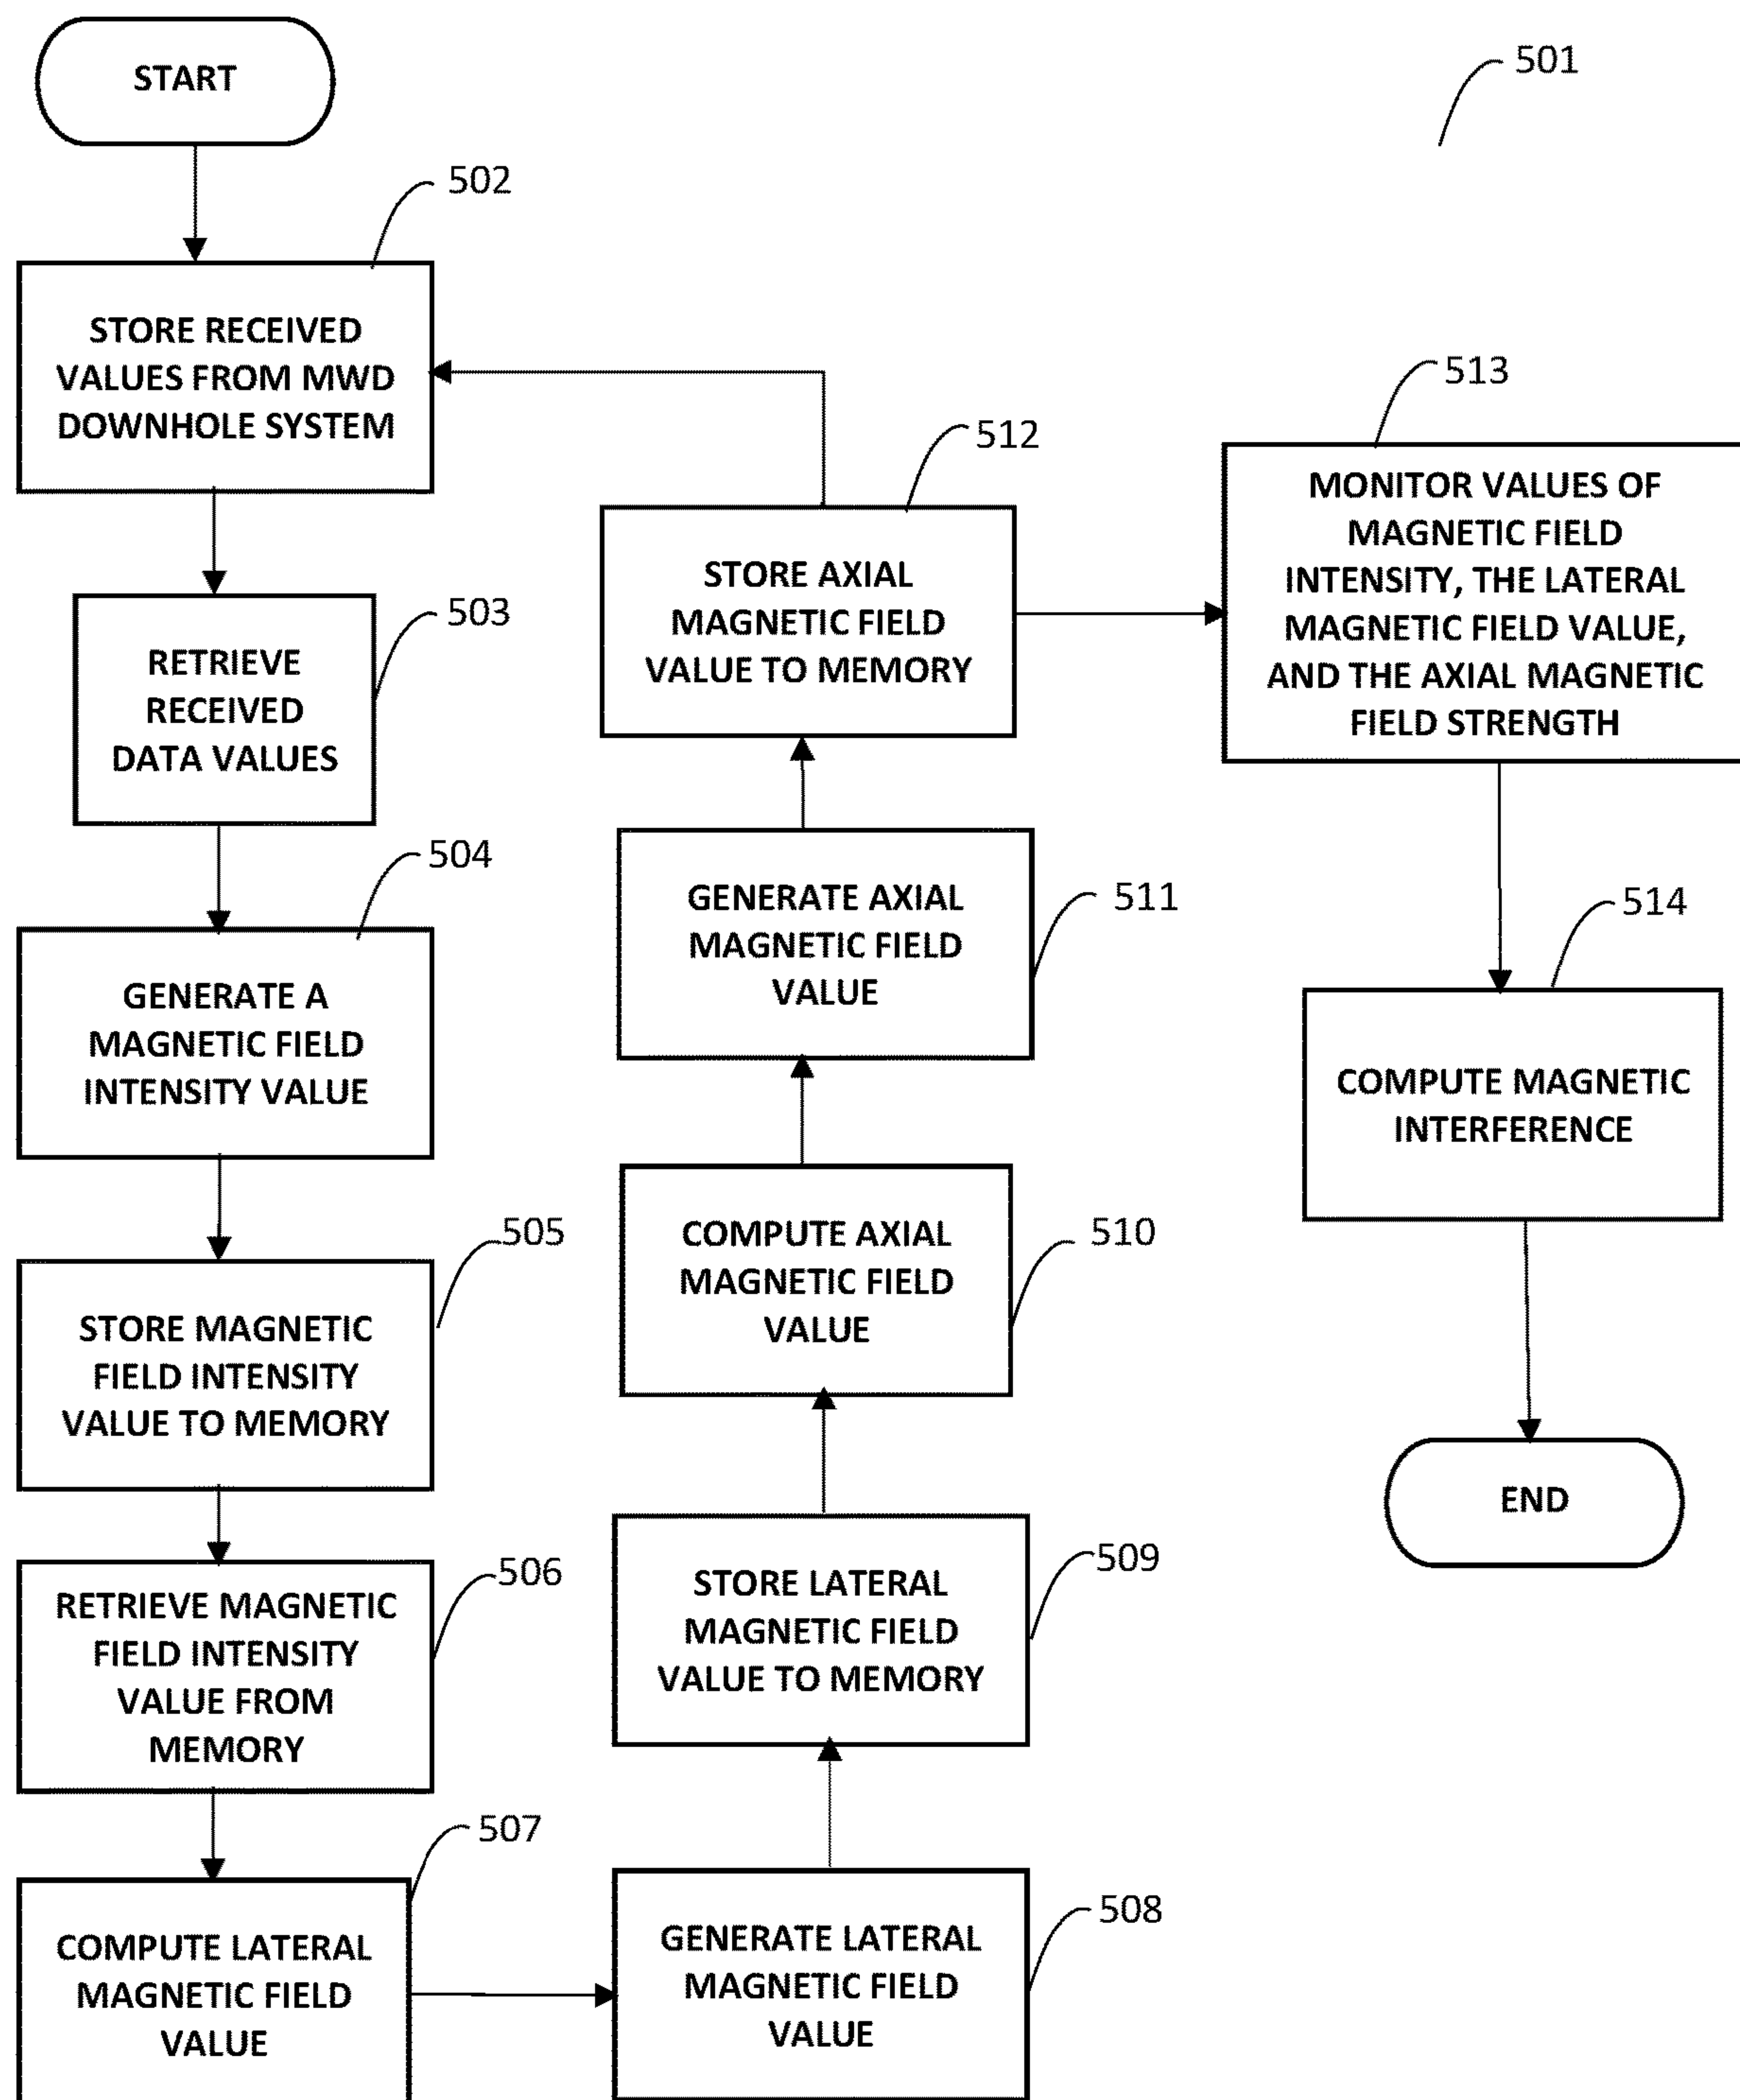 START
501
502
STORE RECEIVED
VALUES FROM MWD
DOWNHOLE SYSTEM
503
RETRIEVE
RECEIVED
DATA VALUES
504
GENERATE A
MAGNETIC FIELD
INTENSITY VALUE
505
STORE MAGNETIC
FIELD INTENSITY
VALUE TO MEMORY
506
RETRIEVE MAGNETIC
FIELD INTENSITY
VALUE FROM
MEMORY
507
COMPUTE LATERAL
MAGNETIC FIELD
VALUE
508
GENERATE LATERAL
MAGNETIC FIELD
VALUE
509
STORE LATERAL
MAGNETIC FIELD
VALUE TO MEMORY
510
COMPUTE AXIAL
MAGNETIC FIELD
VALUE
511
GENERATE AXIAL
MAGNETIC FIELD
VALUE
512
STORE AXIAL
MAGNETIC FIELD
VALUE TO MEMORY
513
MONITOR VALUES OF
MAGNETIC FIELD
INTENSITY, THE LATERAL
MAGNETIC FIELD VALUE,
AND THE AXIAL MAGNETIC
FIELD STRENGTH
514
COMPUTE MAGNETIC
INTERFERENCE
END